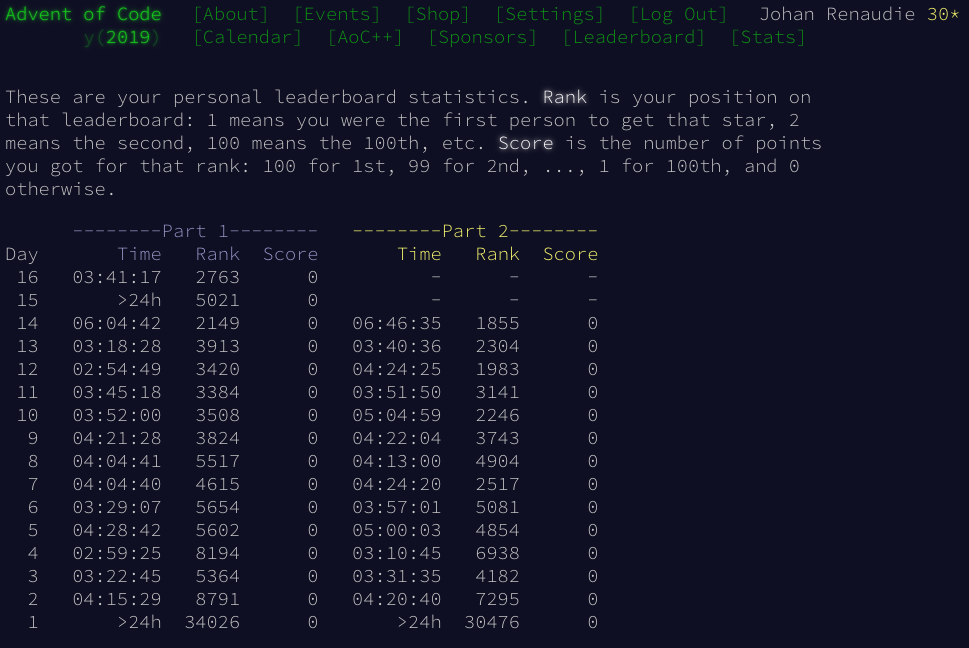 Advent of Code [About] [Events] [Shop] [Settings] [Log Out] Johan Renaudie 30*
y(2019) [Calendar] [AoC++] [Sponsors] [Leaderboard] [Stats]
These are your personal leaderboard statistics. Rank is your position on
that leaderboard: 1 means you were the first person to get that star, 2
means the second, 100 means the 100th, etc. Score is the number of points
you got for that rank: 100 for 1st, 99 for 2nd, ..., 1 for 100th, and 0
otherwise.
--------Part 1-------- --------Part 2--------
Day Time Rank Score Time Rank Score
16 03:41:17 2763 0 - - -
15 >24h 5021 0 - - -
14 06:04:42 2149 0 06:46:35 1855 0
13 03:18:28 3913 0 03:40:36 2304 0
12 02:54:49 3420 0 04:24:25 1983 0
11 03:45:18 3384 0 03:51:50 3141 0
10 03:52:00 3508 0 05:04:59 2246 0
9 04:21:28 3824 0 04:22:04 3743 0
8 04:04:41 5517 0 04:13:00 4904 0
7 04:04:40 4615 0 04:24:20 2517 0
6 03:29:07 5654 0 03:57:01 5081 0
5 04:28:42 5602 0 05:00:03 4854 0
4 02:59:25 8194 0 03:10:45 6938 0
3 03:22:45 5364 0 03:31:35 4182 0
2 04:15:29 8791 0 04:20:40 7295 0
1 >24h 34026 0 >24h 30476 0